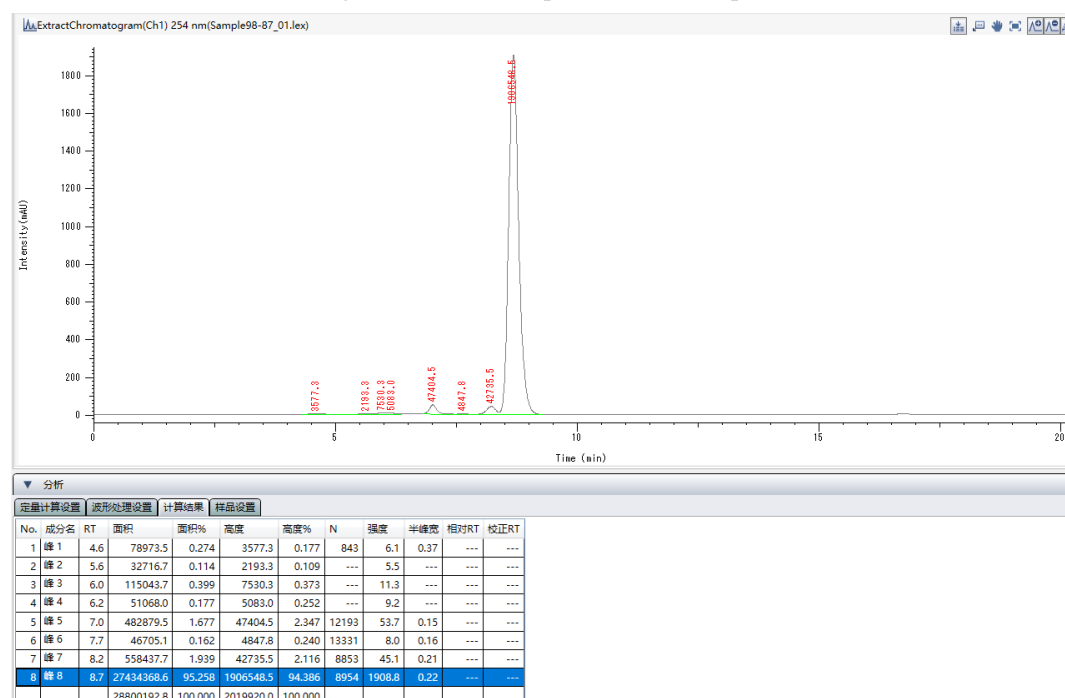 ExtractChromatogram(Ch1) 254 nm(Sample98-87_01.lex)
1800
1600
1400
1200
1000
800
600
400
200
0
Intensity(mAU)
3577.3
2193.3
7530.3
5083.0
47404.5
4847.8
42735.5
1906548.5
0 5 10 15 20
Time (min)
▼ 分析
定量计算设置 波形处理设置 计算结果 样品设置
No. 成分名 RT 面积 面积% 高度 高度% N 强度 半峰宽 相对RT 校正RT
1 峰 1 4.6 78973.5 0.274 3577.3 0.177 843 6.1 0.37 --- ---
2 峰 2 5.6 32716.7 0.114 2193.3 0.109 --- 5.5 --- --- ---
3 峰 3 6.0 115043.7 0.399 7530.3 0.373 --- 11.3 --- --- ---
4 峰 4 6.2 51068.0 0.177 5083.0 0.252 --- 9.2 --- --- ---
5 峰 5 7.0 482879.5 1.677 47404.5 2.347 12193 53.7 0.15 --- ---
6 峰 6 7.7 46705.1 0.162 4847.8 0.240 13331 8.0 0.16 --- ---
7 峰 7 8.2 558437.7 1.939 42735.5 2.116 8853 45.1 0.21 --- ---
8 峰 8 8.7 27434368.6 95.258 1906548.5 94.386 8954 1908.8 0.22 --- ---
28800192.8 100.000 2019920.0 100.000